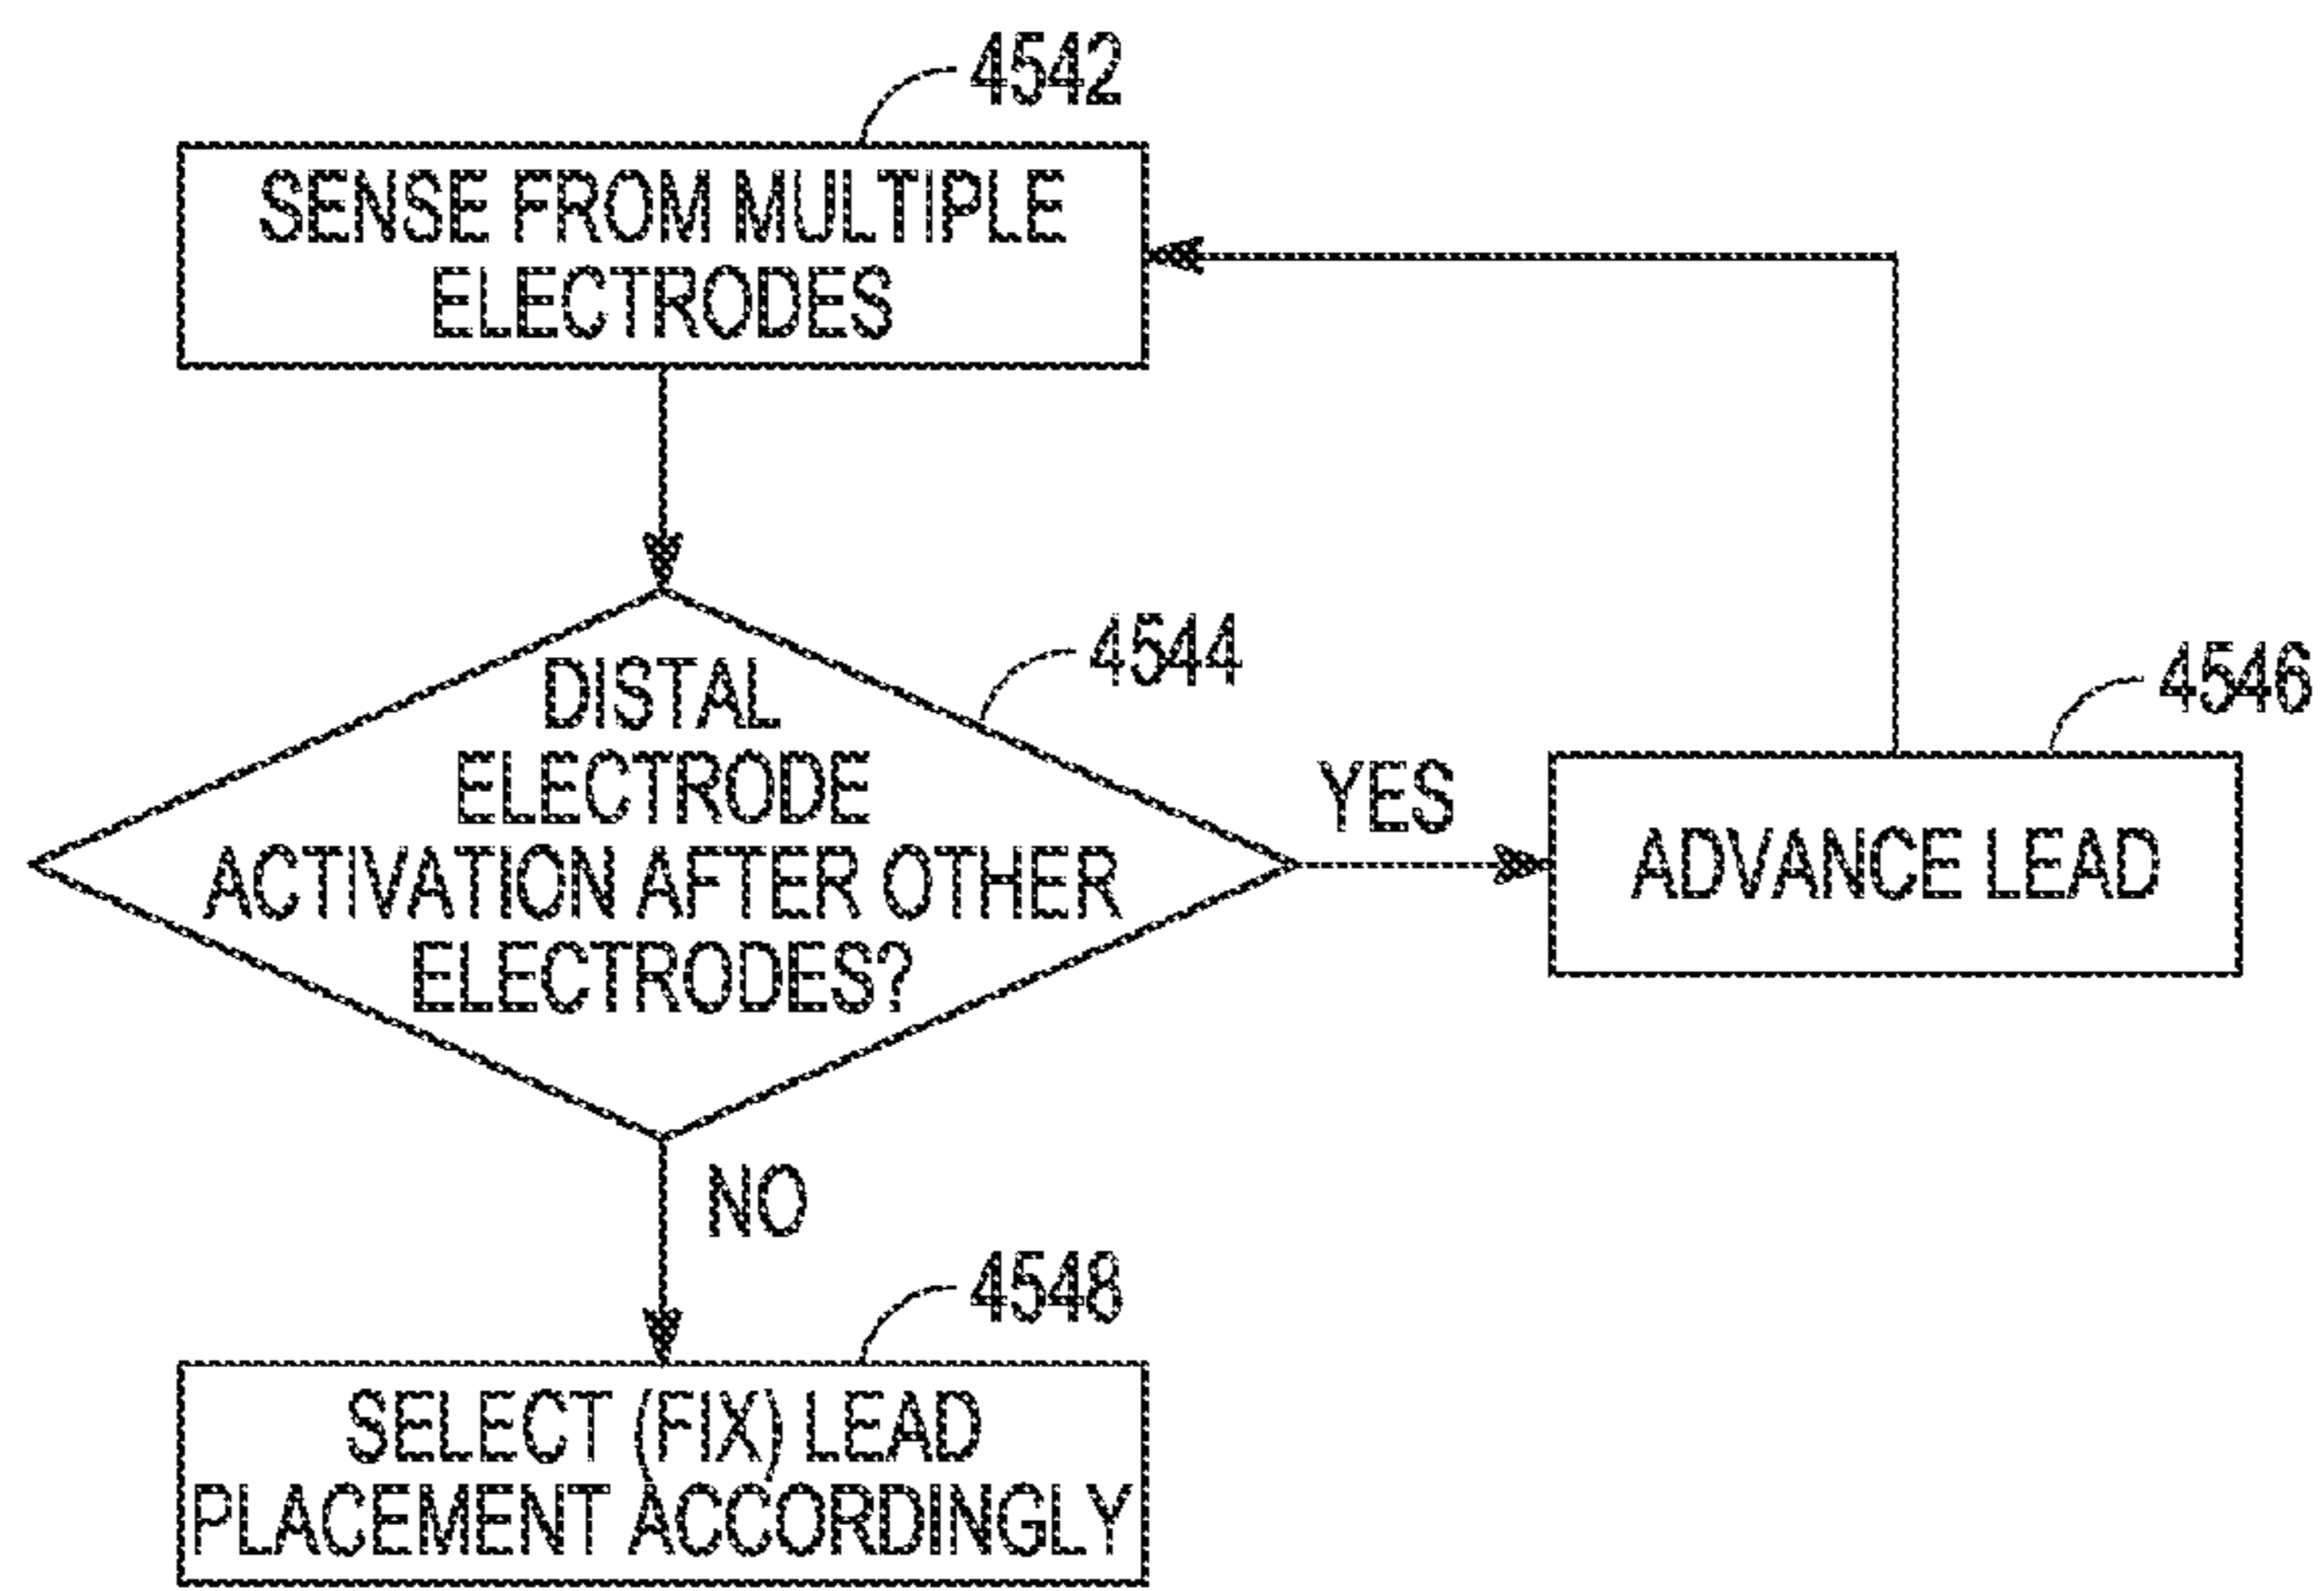 4542
SENSE FROM MULTIPLE
ELECTRODES
4544
DISTAL
ELECTRODE
ACTIVATION AFTER OTHER
ELECTRODES?
YES
4546
ADVANCE LEAD
NO
4548
SELECT (FIX) LEAD
PLACEMENT ACCORDINGLY